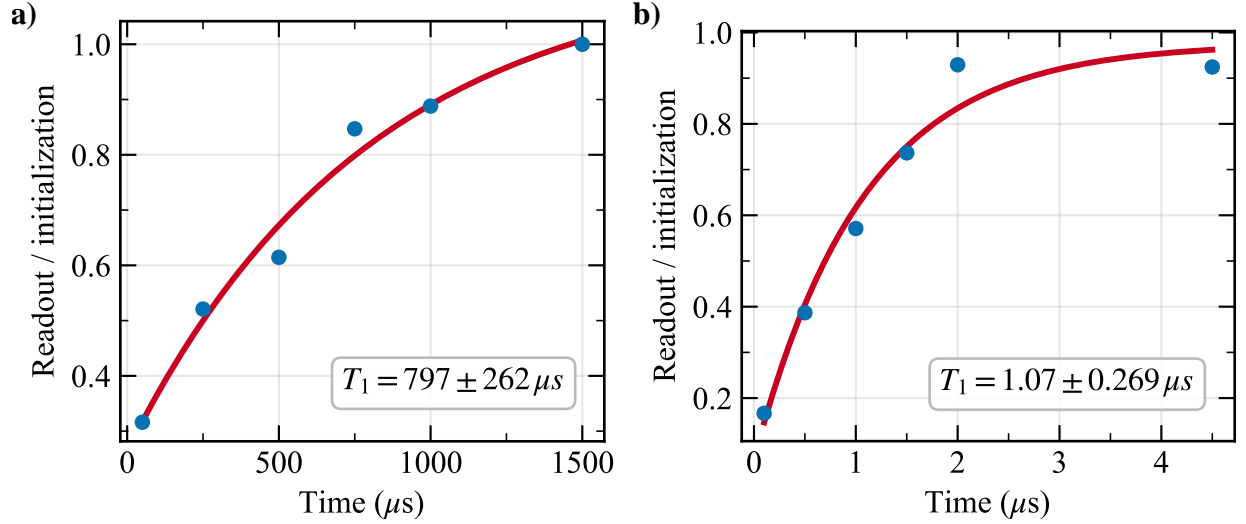 a)
Readout / initialization
1.0
0.8
0.6
0.4
T₁ = 797 ± 262 μs
0
500
1000
1500
Time (μs)
b)
Readout / initialization
1.0
0.8
0.6
0.4
0.2
T₁ = 1.07 ± 0.269 μs
0
1
2
3
4
Time (μs)